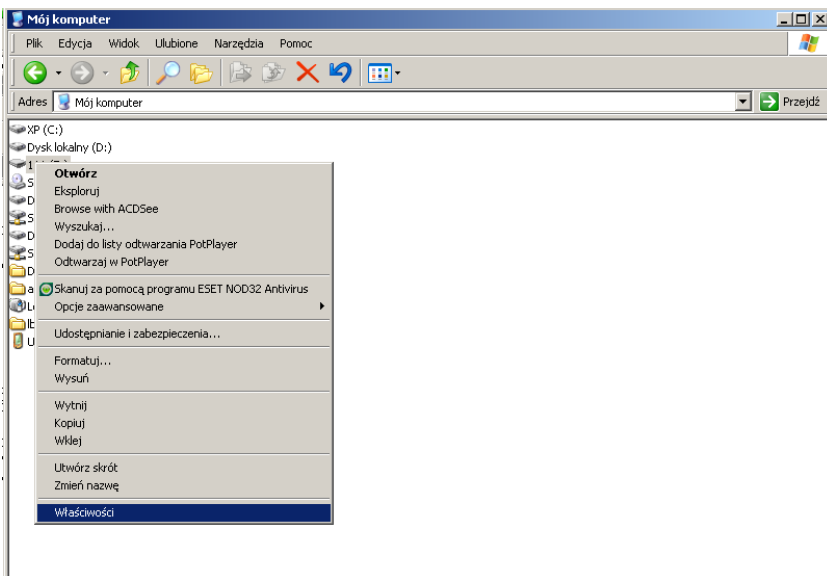 Mój komputer
Plik Edycja Widok Ulubione Narzędzia Pomoc
Adres Mój komputer Przejdź
XP (C:)
Dysk lokalny (D:)
Otwórz
Eksploruj
Browse with ACDSee
Wyszukaj...
Dodaj do listy odtwarzania PotPlayer
Odtwarzaj w PotPlayer
Skanuj za pomocą programu ESET NOD32 Antivirus
Opcje zaawansowane
Udostępnianie i zabezpieczenia...
Formatuj...
Wysuń
Wytnij
Kopiuj
Wklej
Utwórz skrót
Zmień nazwę
Właściwości